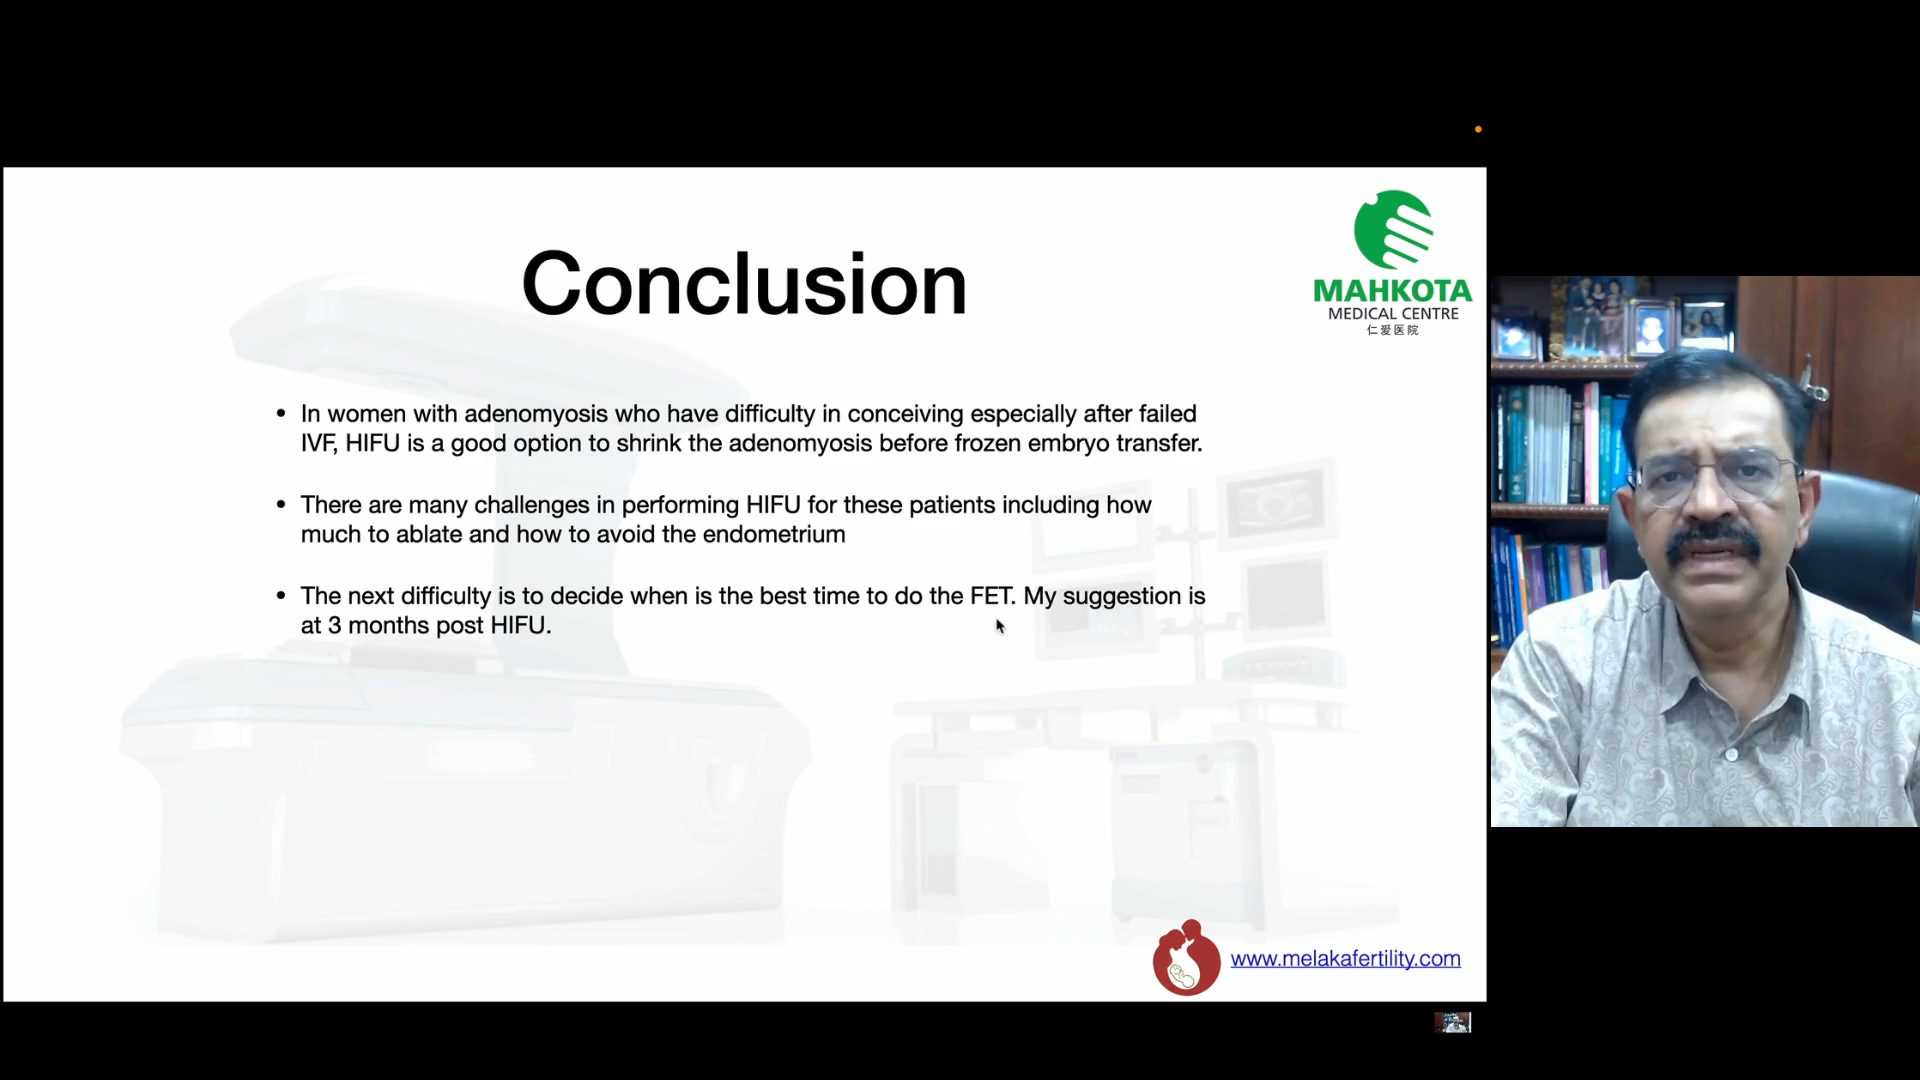 Conclusion
MAHKOTA
MEDICAL CENTRE
仁爱医院
• In women with adenomyosis who have difficulty in conceiving especially after failed
IVF, HIFU is a good option to shrink the adenomyosis before frozen embryo transfer.
• There are many challenges in performing HIFU for these patients including how
much to ablate and how to avoid the endometrium
• The next difficulty is to decide when is the best time to do the FET. My suggestion is
at 3 months post HIFU.
www.melakafertility.com